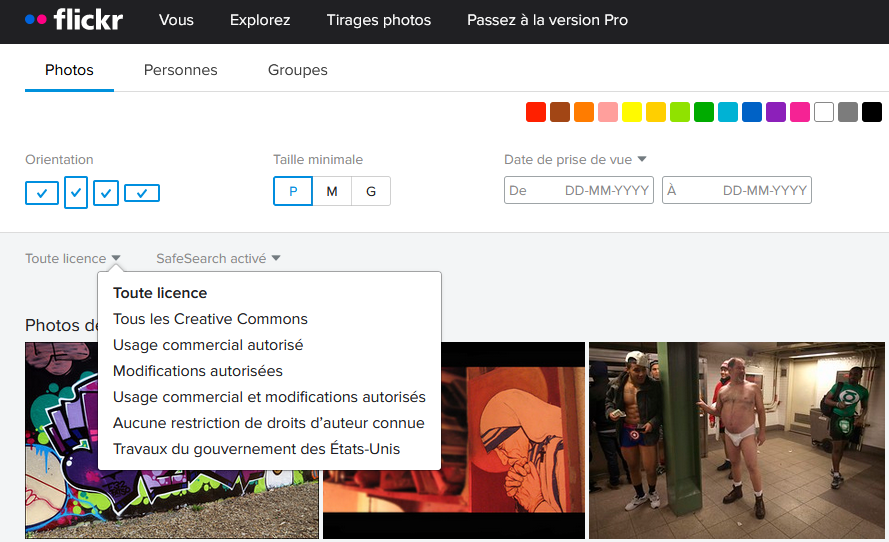 flickr Vous Explorez Tirages photos Passez à la version Pro
Photos Personnes Groupes
Orientation Taille minimale Date de prise de vue
P M G De DD-MM-YYYY À DD-MM-YYYY
Toute licence SafeSearch activé
Toute licence
Tous les Creative Commons
Photos de
Usage commercial autorisé
Modifications autorisées
Usage commercial et modifications autorisés
Aucune restriction de droits d'auteur connue
Travaux du gouvernement des États-Unis